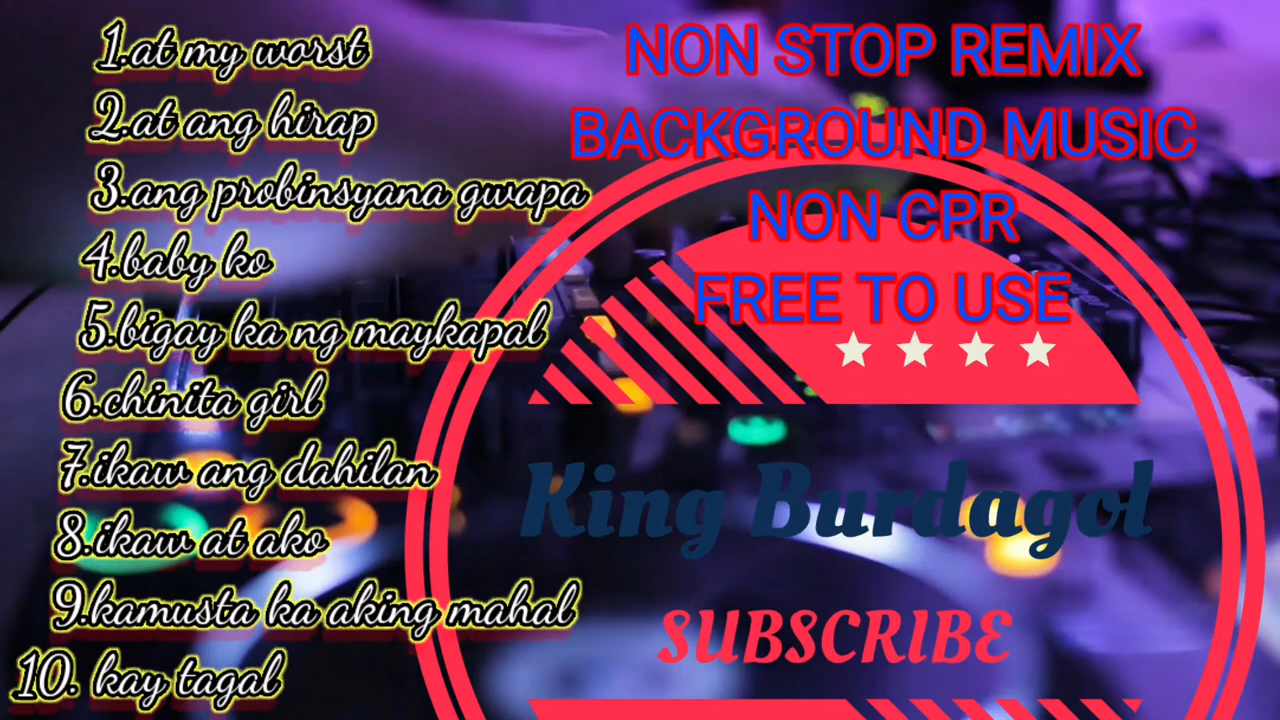 1.at my worst
2.at ang hirap
3.ang probinsyana gwapa
4.baby ko
5.bigay ka ng maykapal
6.chinita girl
7.ikaw ang dahilan
8.ikaw at ako
9.kamusta ka aking mahal
10. kay tagal
NON STOP REMIX
BACKGROUND MUSIC
NON CPR
FREE TO USE
King Burdagol
SUBSCRIBE